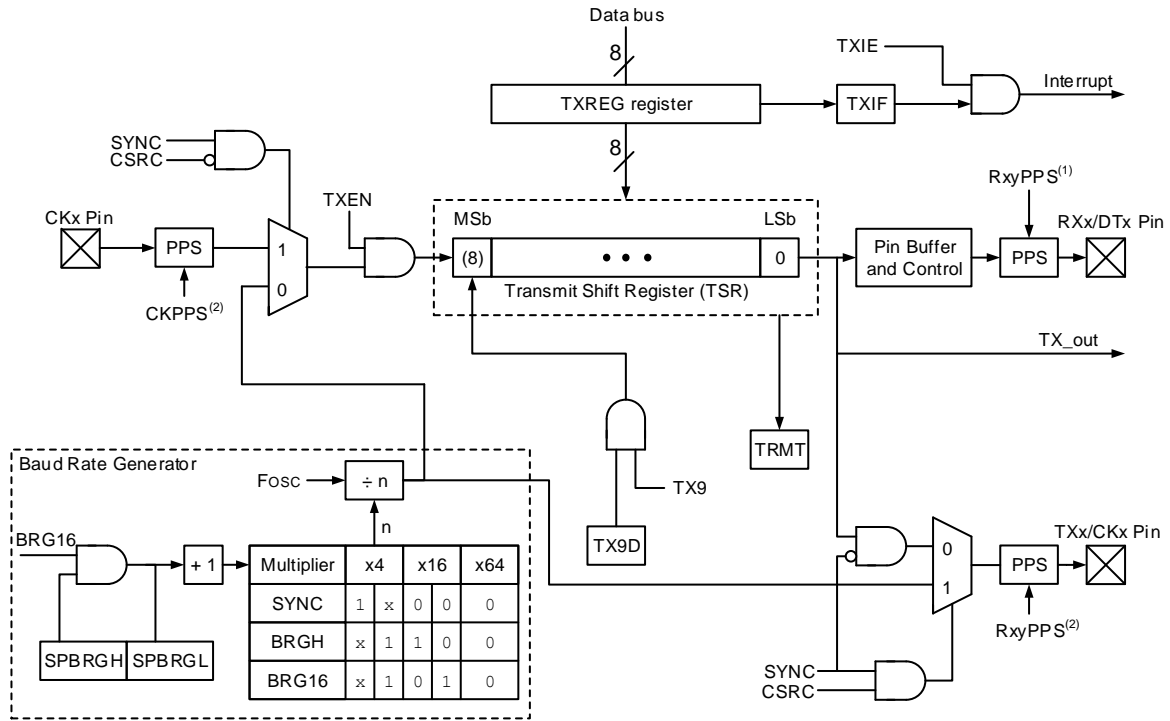 Data bus
8
TXIE
TXREG register
TXIF
Interrupt
8
SYNC
CSRC
RxyPPS(1)
TXEN
CKx Pin
MSb
LSb
RXx/DTx Pin
PPS
1
(8)
• • •
0
Pin Buffer
and Control
PPS
0
Transmit Shift Register (TSR)
CKPPS(2)
TX_out
TRMT
Baud Rate Generator
FOSC
÷ n
TX9
n
TX9D
BRG16
TXx/CKx Pin
+ 1
Multiplier x4 x16 x64
0
PPS
1
SYNC 1 x 0 0 0
BRGH x 1 1 0 0
RxyPPS(2)
SPBRGH SPBRGL
BRG16 x 1 0 1 0
SYNC
CSRC